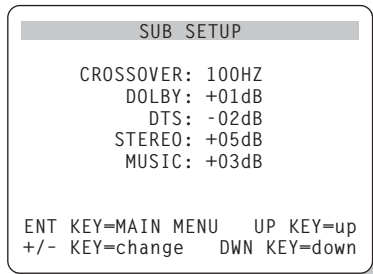 SUB SETUP
CROSSOVER: 100HZ
DOLBY: +01dB
DTS: -02dB
STEREO: +05dB
MUSIC: +03dB
ENT KEY=MAIN MENU UP KEY=up
+/- KEY=change DWN KEY=down